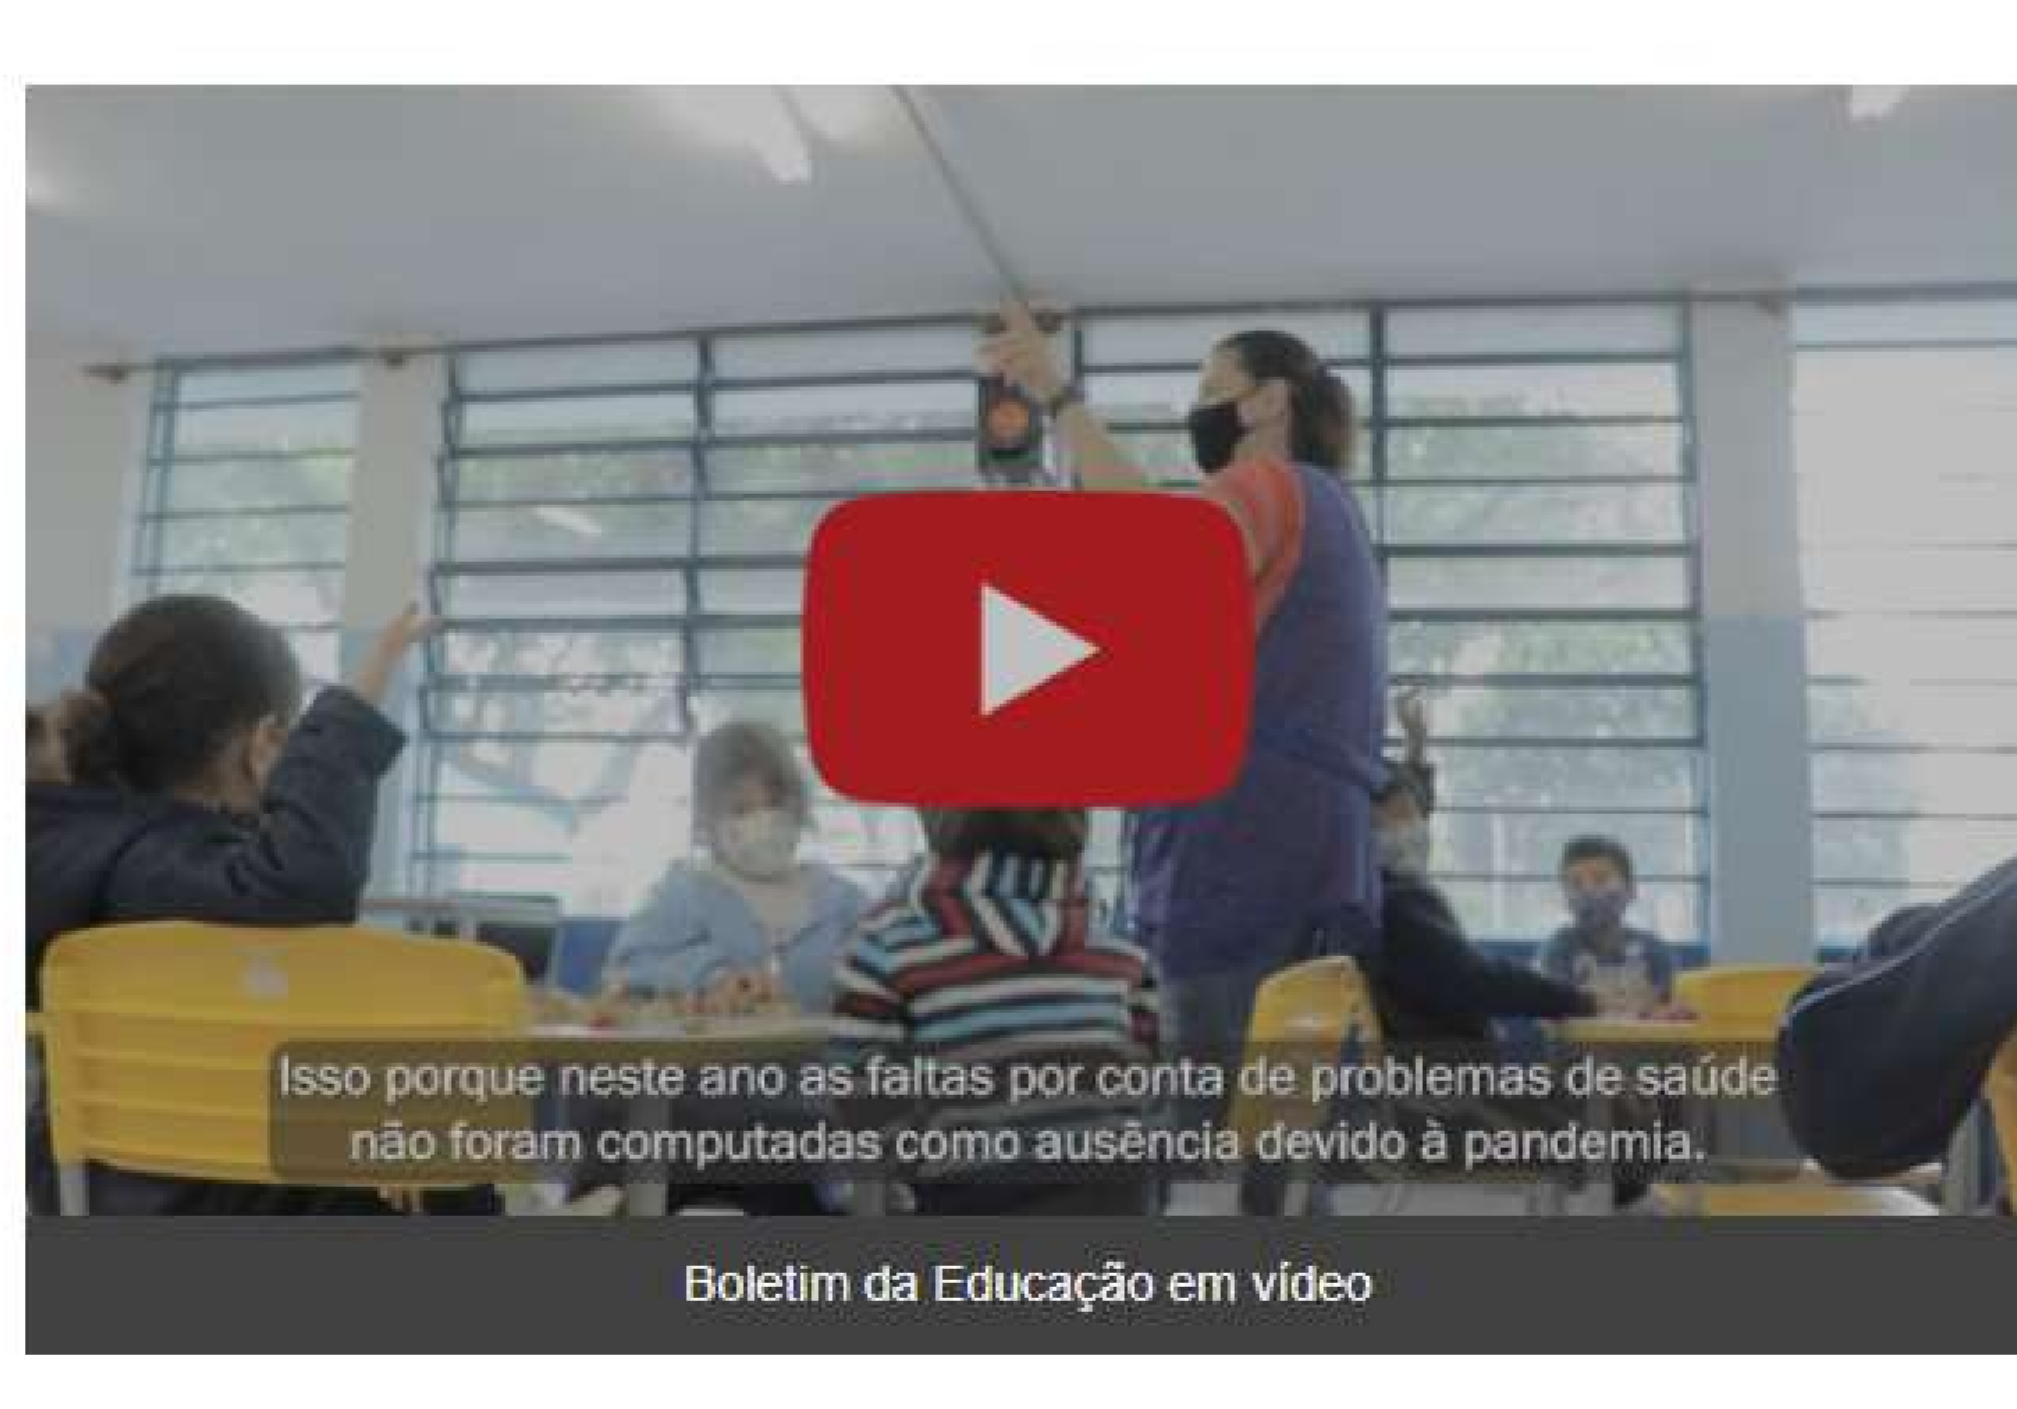 Isso porque neste ano as faltas por conta de problemas de saúde
não foram computadas como ausência devido à pandemia.
Boletim da Educação em vídeo